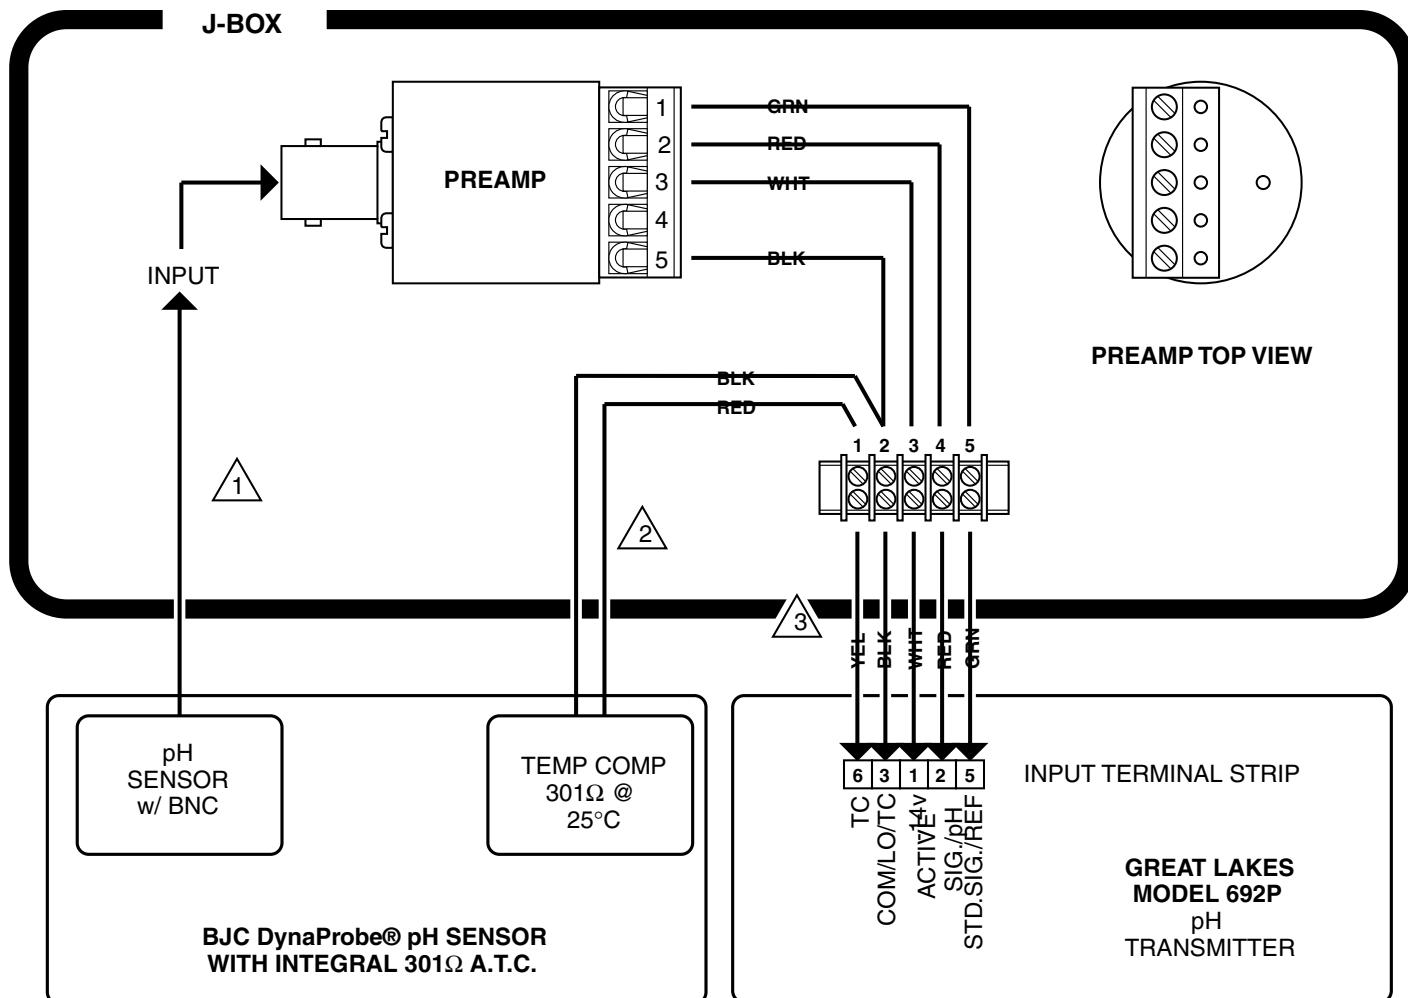 J-BOX
PREAMP
1
2
3
4
5
GRN
RED
WHT
BLK
INPUT
PREAMP TOP VIEW
BLK
RED
1 2 3 4 5
1
2
3
YEL
BLK
WHT
RED
GRN
pH
SENSOR
w/ BNC
TEMP COMP
301Ω @
25°C
BJC DynaProbe® pH SENSOR
WITH INTEGRAL 301Ω A.T.C.
6 3 1 2 5
INPUT TERMINAL STRIP
TC
COM/LO/TC
-14v
ACTIVE
SIG./pH
STD.SIG./REF
GREAT LAKES
MODEL 692P
pH
TRANSMITTER